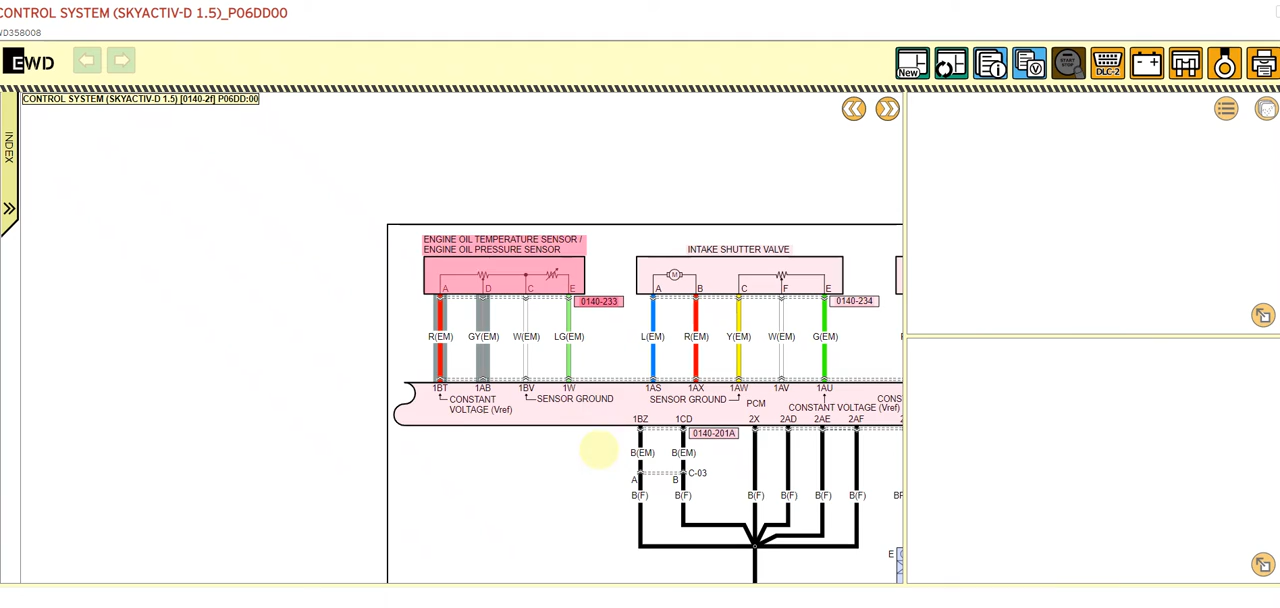 CONTROL SYSTEM (SKYACTIV-D 1.5)_P06DD00
WD358008
EWD
New
V
START STOP
DLC-2
CONTROL SYSTEM (SKYACTIV-D 1.5) [0140-2f] P06DD:00
INDEX
ENGINE OIL TEMPERATURE SENSOR /
ENGINE OIL PRESSURE SENSOR
INTAKE SHUTTER VALVE
M
A D C E
A B C F E
0140-233
0140-234
R(EM) GY(EM) W(EM) LG(EM)
L(EM) R(EM) Y(EM) W(EM) G(EM)
1BT 1AB 1BV 1W
1AS 1AX 1AW 1AV 1AU
CONSTANT
VOLTAGE (Vref)
SENSOR GROUND
SENSOR GROUND
PCM
CONSTANT VOLTAGE (Vref)
CONS
1BZ 1CD 2X 2AD 2AE 2AF
0140-201A
B(EM) B(EM)
A B C-03
B(F) B(F) B(F) B(F) B(F) B(F)
E